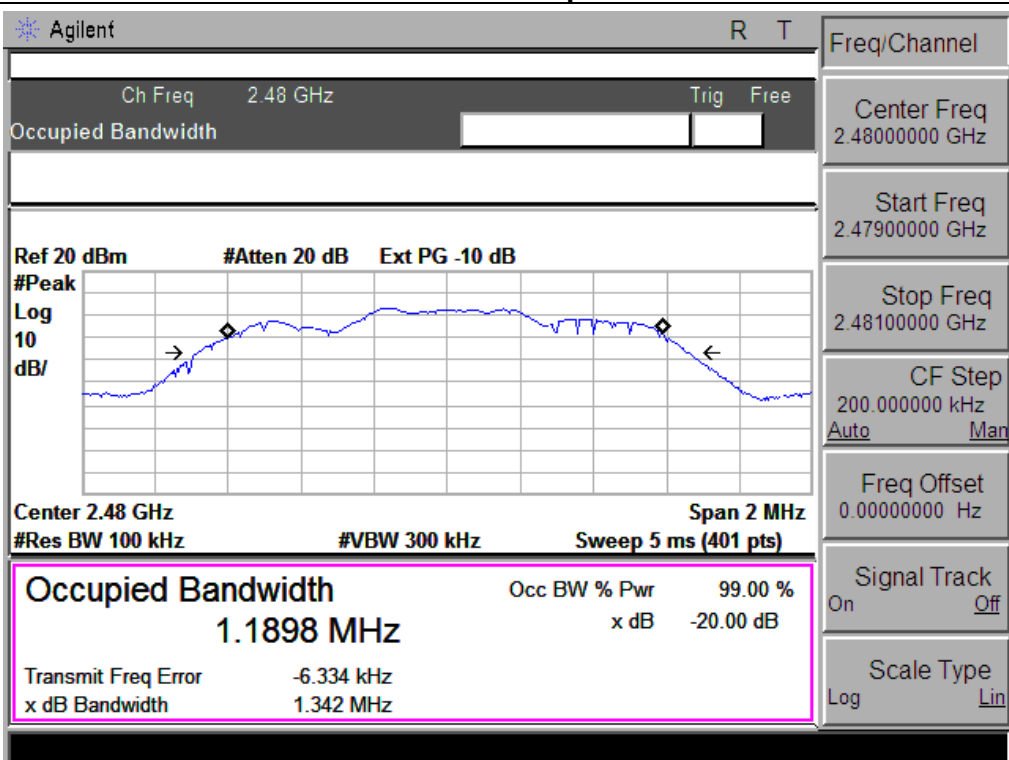 Agilent R T
Ch Freq 2.48 GHz Trig Free
Occupied Bandwidth
Ref 20 dBm #Atten 20 dB Ext PG -10 dB
#Peak
Log
10
dB/
Center 2.48 GHz Span 2 MHz
#Res BW 100 kHz #VBW 300 kHz Sweep 5 ms (401 pts)
Occupied Bandwidth Occ BW % Pwr 99.00 %
1.1898 MHz x dB -20.00 dB
Transmit Freq Error -6.334 kHz
x dB Bandwidth 1.342 MHz
Freq/Channel
Center Freq
2.48000000 GHz
Start Freq
2.47900000 GHz
Stop Freq
2.48100000 GHz
CF Step
200.000000 kHz
Auto Man
Freq Offset
0.00000000 Hz
Signal Track
On Off
Scale Type
Log Lin